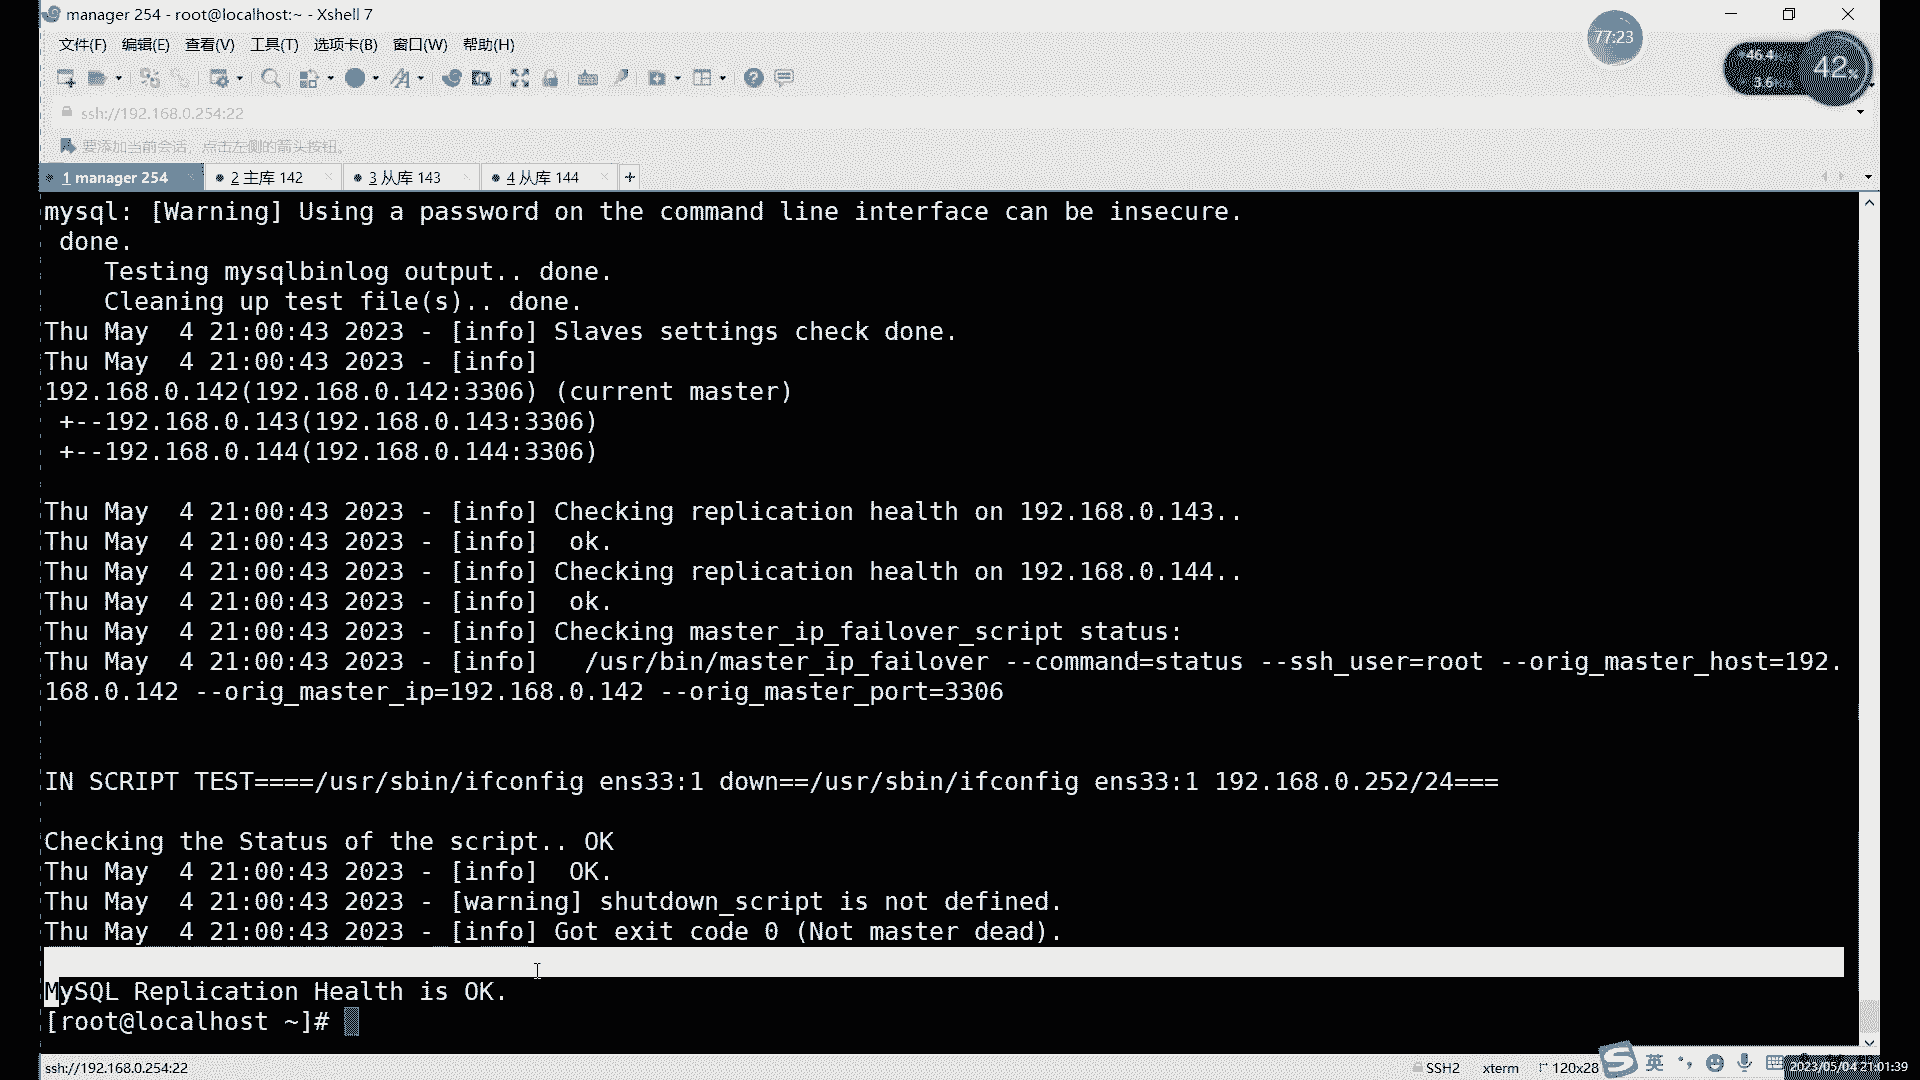 manager 254 - root@localhost:~ - Xshell 7
文件(F) 编辑(E) 查看(V) 工具(T) 选项卡(B) 窗口(W) 帮助(H)
77:23
42%
ssh://192.168.0.254:22
要添加当前会话，点击左侧的箭头按钮。
1 manager 254
2 主库 142
3 从库 143
4 从库 144
mysql: [Warning] Using a password on the command line interface can be insecure.
done.
Testing mysqlbinlog output.. done.
Cleaning up test file(s).. done.
Thu May  4 21:00:43 2023 - [info] Slaves settings check done.
Thu May  4 21:00:43 2023 - [info]
192.168.0.142(192.168.0.142:3306) (current master)
+--192.168.0.143(192.168.0.143:3306)
+--192.168.0.144(192.168.0.144:3306)
Thu May  4 21:00:43 2023 - [info] Checking replication health on 192.168.0.143..
Thu May  4 21:00:43 2023 - [info]  ok.
Thu May  4 21:00:43 2023 - [info] Checking replication health on 192.168.0.144..
Thu May  4 21:00:43 2023 - [info]  ok.
Thu May  4 21:00:43 2023 - [info] Checking master_ip_failover_script status:
Thu May  4 21:00:43 2023 - [info]   /usr/bin/master_ip_failover --command=status --ssh_user=root --orig_master_host=192.
168.0.142 --orig_master_ip=192.168.0.142 --orig_master_port=3306
IN SCRIPT TEST====/usr/sbin/ifconfig ens33:1 down==/usr/sbin/ifconfig ens33:1 192.168.0.252/24===
Checking the Status of the script.. OK
Thu May  4 21:00:43 2023 - [info]  OK.
Thu May  4 21:00:43 2023 - [warning] shutdown_script is not defined.
Thu May  4 21:00:43 2023 - [info] Got exit code 0 (Not master dead).
MySQL Replication Health is OK.
[root@localhost ~]#
ssh://192.168.0.254:22
SSH2
xterm
120x28
英
2023/05/04 21:01:39